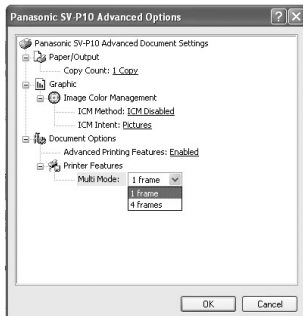 Panasonic SV-P10 Advanced Options
Panasonic SV-P10 Advanced Document Settings
Paper/Output
Copy Count: 1 Copy
Graphic
Image Color Management
ICM Method: ICM Disabled
ICM Intent: Pictures
Document Options
Advanced Printing Features: Enabled
Printer Features
Multi Mode: 1 frame
1 frame
4 frames
OK Cancel